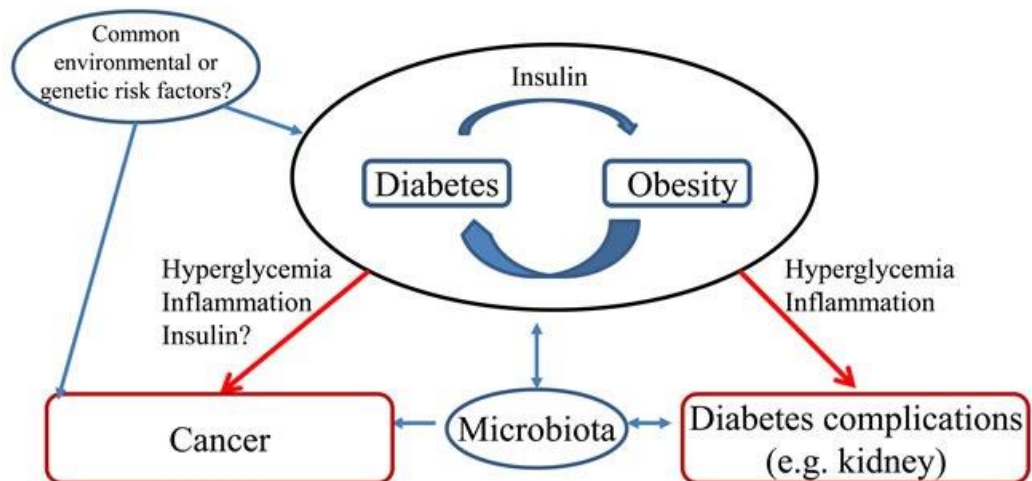 Common
environmental or
genetic risk factors?
Insulin
Diabetes
Obesity
Hyperglycemia
Inflammation
Insulin?
Hyperglycemia
Inflammation
Cancer
Microbiota
Diabetes complications
(e.g. kidney)